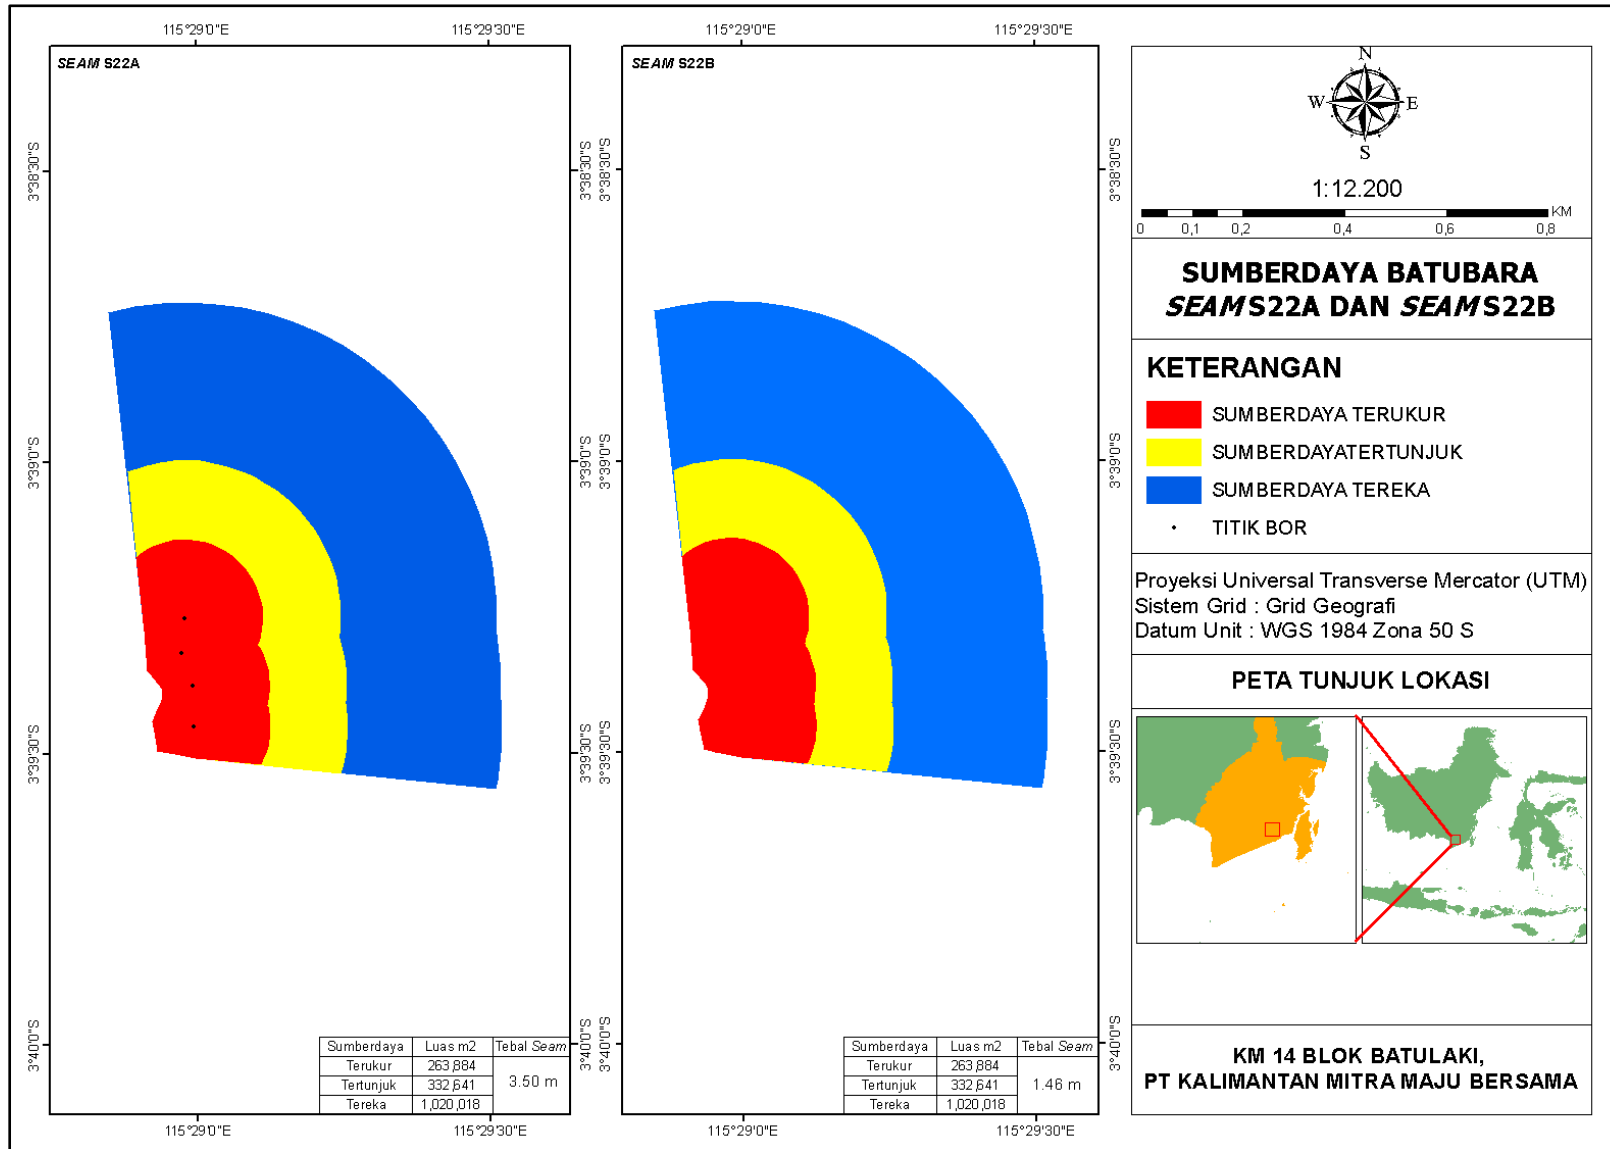 115°29'0"E
115°29'30"E
115°29'0"E
115°29'30"E
SEAM S22A
SEAM S22B
3°38'30"S
3°38'30"S
3°38'30"S
3°38'30"S
3°39'0"S
3°39'0"S
3°39'0"S
3°39'0"S
3°39'30"S
3°39'30"S
3°39'30"S
3°39'30"S
3°40'0"S
3°40'0"S
3°40'0"S
3°40'0"S
Sumberdaya Luas m2 Tebal Seam
Terukur 263,884
Tertunjuk 332,641 3.50 m
Tereka 1,020,018
Sumberdaya Luas m2 Tebal Seam
Terukur 263,884
Tertunjuk 332,641 1.46 m
Tereka 1,020,018
115°29'0"E
115°29'30"E
115°29'0"E
115°29'30"E
N
W E
S
1:12.200
KM
0 0,1 0,2 0,4 0,6 0,8
SUMBERDAYA BATUBARA
SEAM S22A DAN SEAM S22B
KETERANGAN
SUMBERDAYA TERUKUR
SUMBERDAYATERTUNJUK
SUMBERDAYA TEREKA
TITIK BOR
Proyeksi Universal Transverse Mercator (UTM)
Sistem Grid : Grid Geografi
Datum Unit : WGS 1984 Zona 50 S
PETA TUNJUK LOKASI
KM 14 BLOK BATULAKI,
PT KALIMANTAN MITRA MAJU BERSAMA